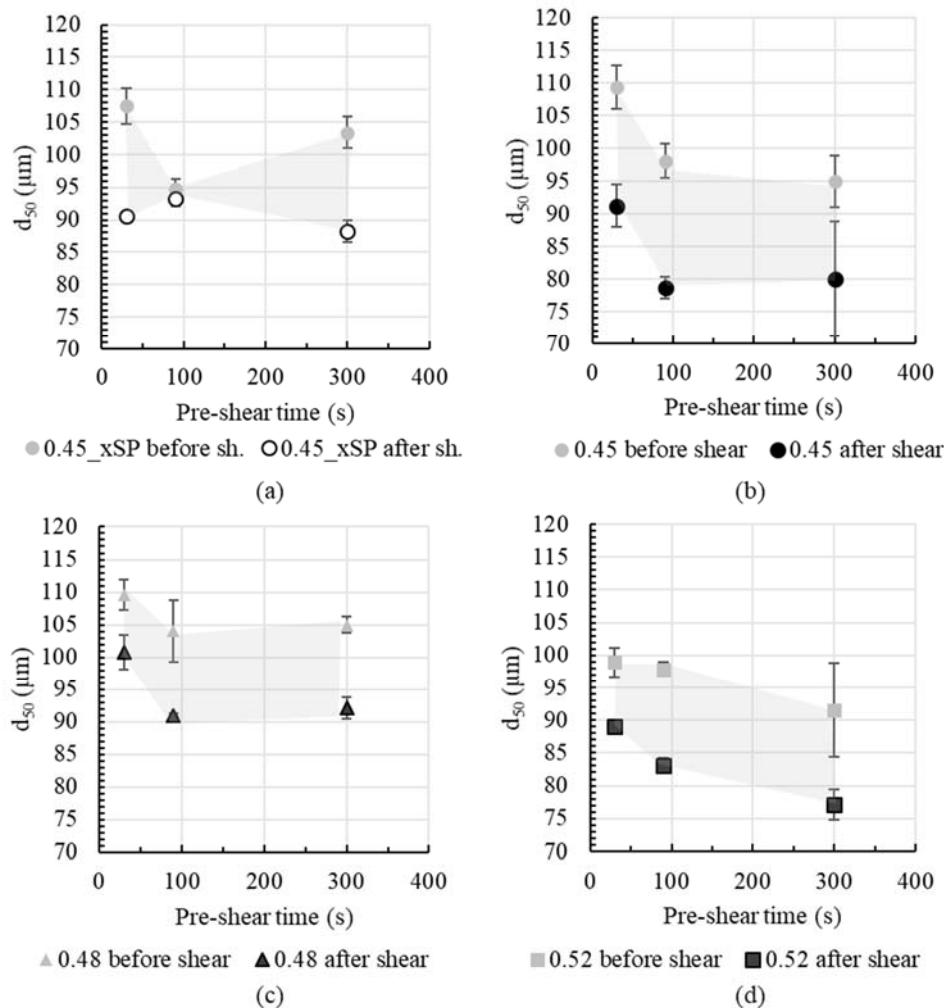 120
115
110
105
100
95
90
85
80
75
70
d50 (μm)
0 100 200 300 400
Pre-shear time (s)
0.45_xSP before sh. 0.45_xSP after sh.
(a)
120
115
110
105
100
95
90
85
80
75
70
d50 (μm)
0 100 200 300 400
Pre-shear time (s)
0.45 before shear 0.45 after shear
(b)
120
115
110
105
100
95
90
85
80
75
70
d50 (μm)
0 100 200 300 400
Pre-shear time (s)
0.48 before shear 0.48 after shear
(c)
120
115
110
105
100
95
90
85
80
75
70
d50 (μm)
0 100 200 300 400
Pre-shear time (s)
0.52 before shear 0.52 after shear
(d)